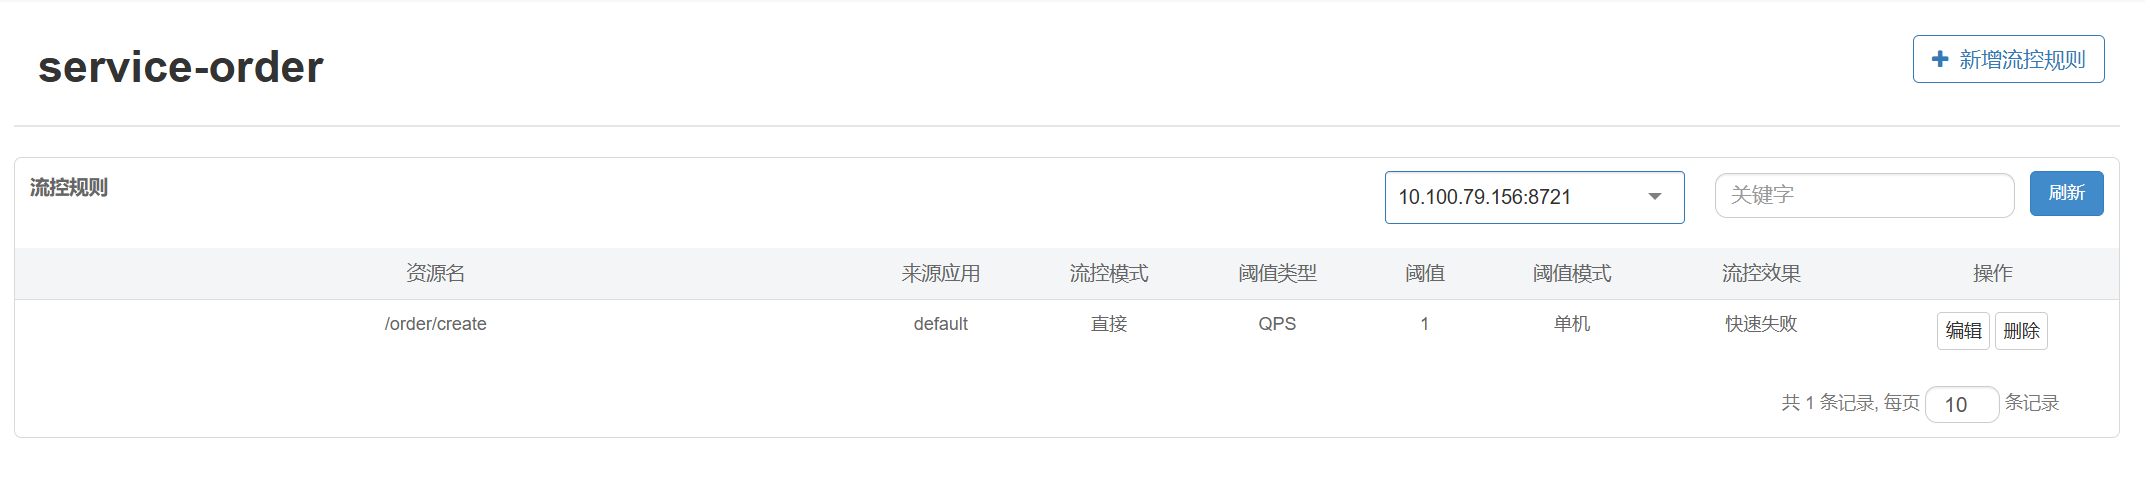 service-order
新增流控规则
流控规则
10.100.79.156:8721
关键字
刷新
资源名 来源应用 流控模式 阈值类型 阈值 阈值模式 流控效果 操作
/order/create default 直接 QPS 1 单机 快速失败 编辑 删除
共 1 条记录, 每页 10 条记录